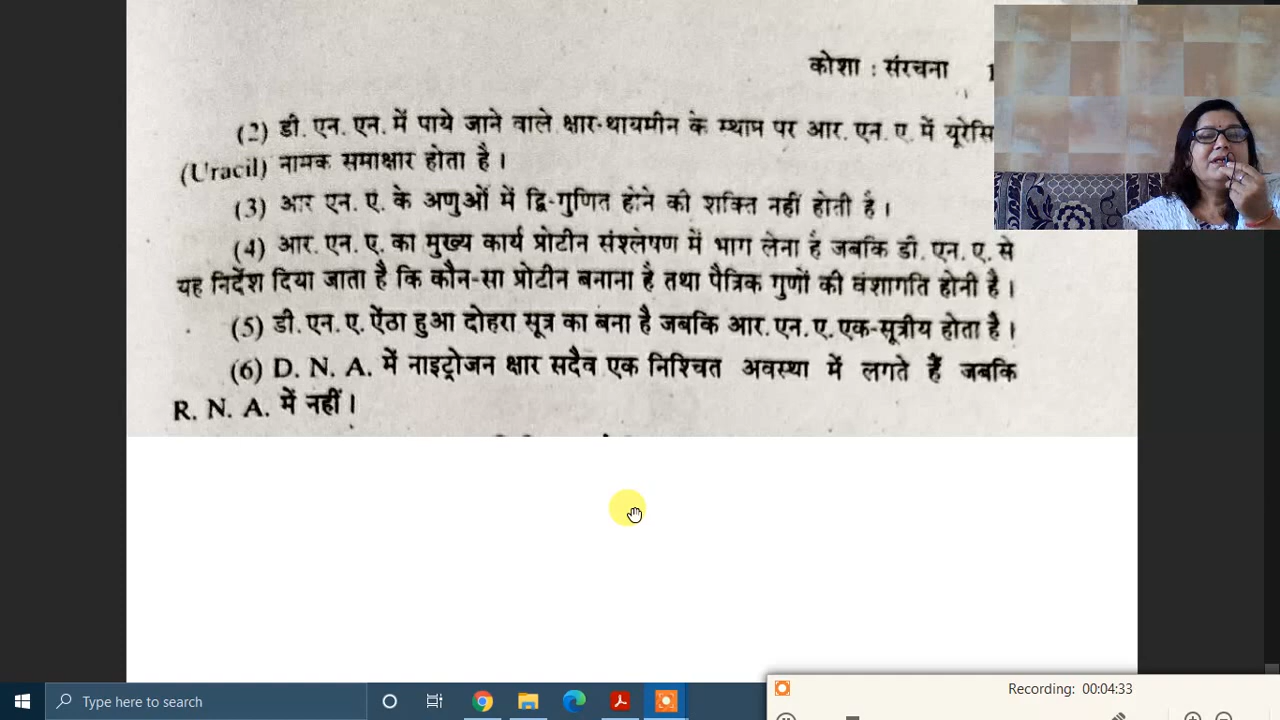 कोशा : संरचना 1
(2) डी. एन. एन. में पाये जाने वाले क्षार-थायमीन के स्थाप पर आर. एन. ए. में यूरेसि
(Uracil) नामक समाक्षार होता है ।
(3) आर एन. ए. के अणुओं में द्वि-गुणित होने की शक्ति नहीं होती है ।
(4) आर. एन. ए. का मुख्य कार्य प्रोटीन संश्लेषण में भाग लेना है जबकि डी. एन. ए. से
यह निर्देश दिया जाता है कि कौन-सा प्रोटीन बनाना है तथा पैत्रिक गुणों की वंशागति होनी है ।
(5) डी. एन. ए. ऐंठा हुआ दोहरा सूत्र का बना है जबकि आर. एन. ए. एक-सूत्रीय होता है ।
(6) D. N. A. में नाइट्रोजन क्षार सदैव एक निश्चित अवस्था में लगते हैं जबकि
R. N. A. में नहीं ।
Type here to search
Recording: 00:04:33